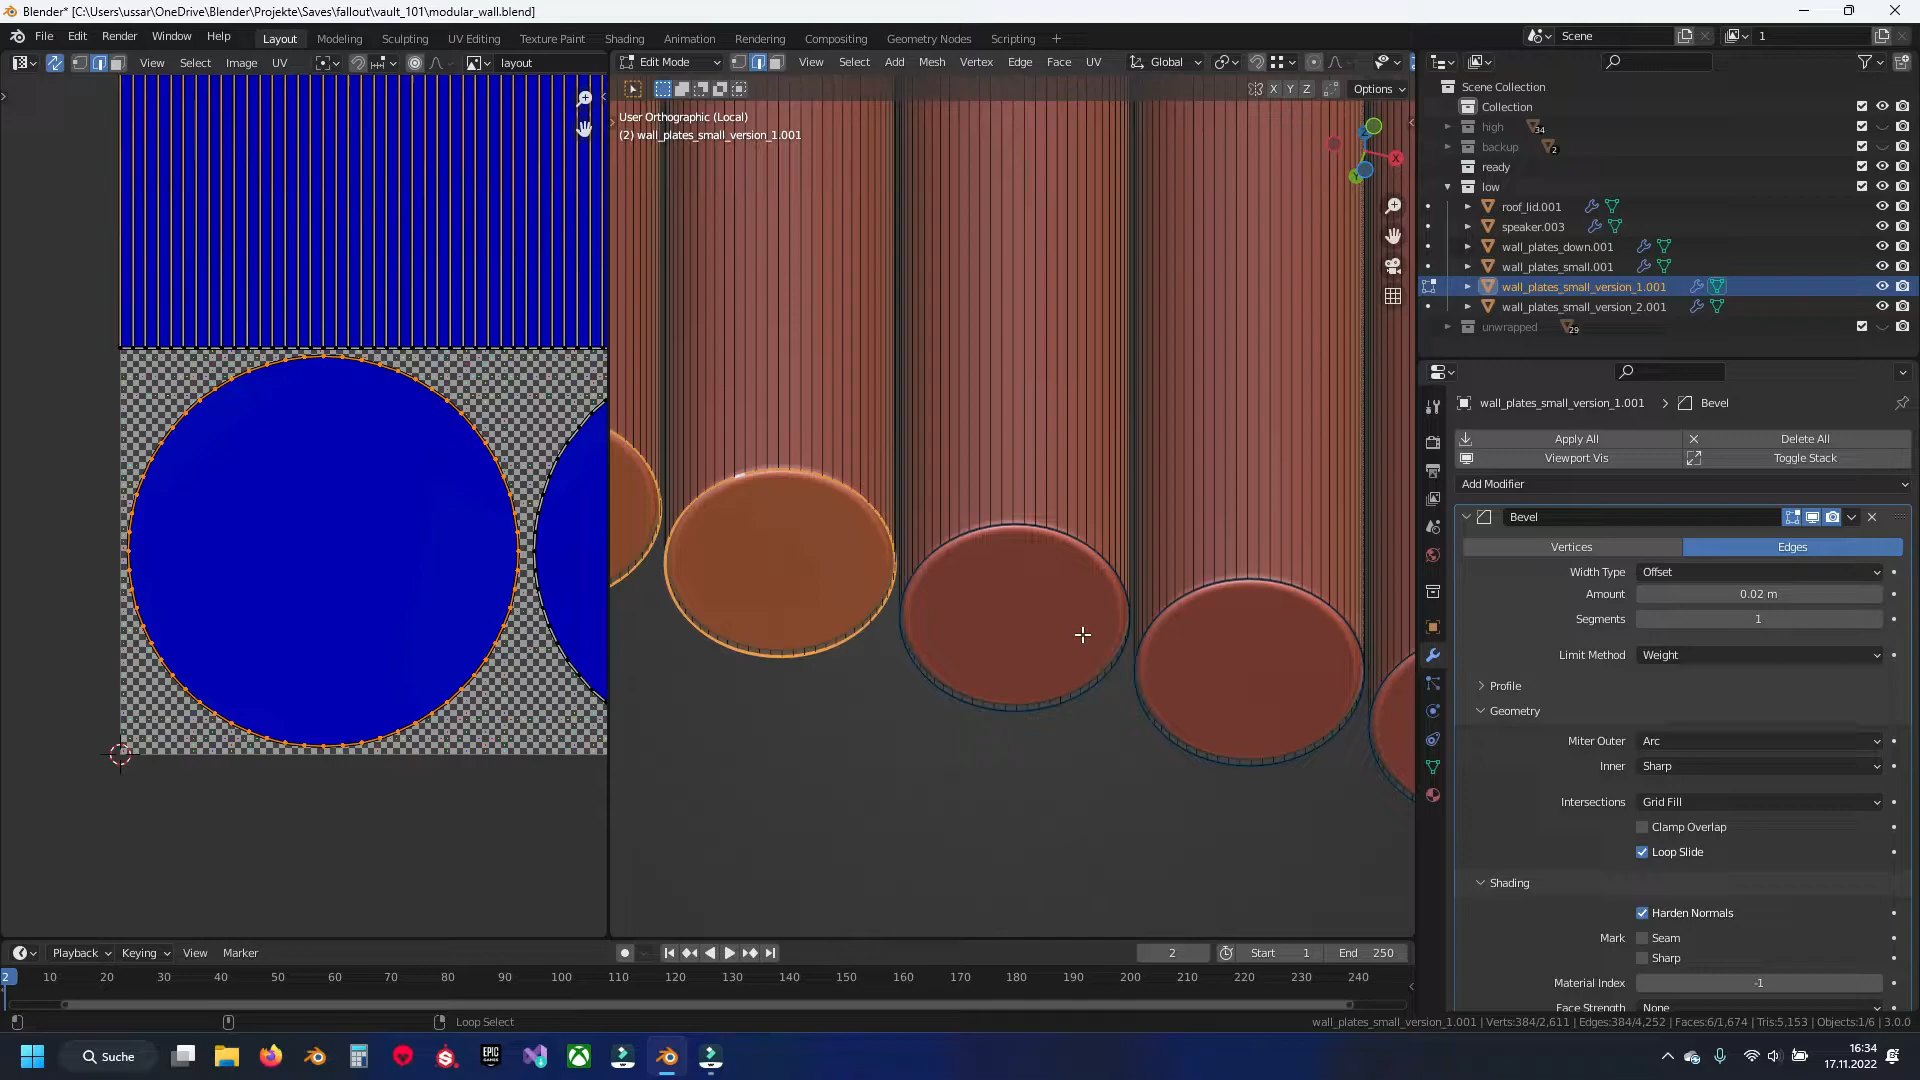 Blender* [C:\Users\ussar\OneDrive\Blender\Projekte\Saves\fallout\vault_101\modular_wall.blend]
File Edit Render Window Help Layout Modeling Sculpting UV Editing Texture Paint Shading Animation Rendering Compositing Geometry Nodes Scripting Scene 1
View Select Image UV layout
Edit Mode View Select Add Mesh Vertex Edge Face UV Global
X Y Z Options
User Orthographic (Local)
(2) wall_plates_small_version_1.001
Z X Y
Scene Collection
Collection
high 34
backup 2
ready
low
roof_lid.001
speaker.003
wall_plates_down.001
wall_plates_small.001
wall_plates_small_version_1.001
wall_plates_small_version_2.001
unwrapped 29
wall_plates_small_version_1.001 Bevel
Apply All Delete All
Viewport Vis Toggle Stack
Add Modifier
Bevel
Vertices Edges
Width Type Offset
Amount 0.02 m
Segments 1
Limit Method Weight
Profile
Geometry
Miter Outer Arc
Inner Sharp
Intersections Grid Fill
Clamp Overlap
Loop Slide
Shading
Harden Normals
Mark Seam
Sharp
Material Index -1
Face Strength None
Playback Keying View Marker 2 Start 1 End 250
2 10 20 30 40 50 60 70 80 90 100 110 120 130 140 150 160 170 180 190 200 210 220 230 240
Loop Select
wall_plates_small_version_1.001 | Verts:384/2,611 | Edges:384/4,252 | Faces:6/1,674 | Tris:5,153 | Objects:1/6 | 3.0.0
Suche
EPIC GAMES
16:34
17.11.2022